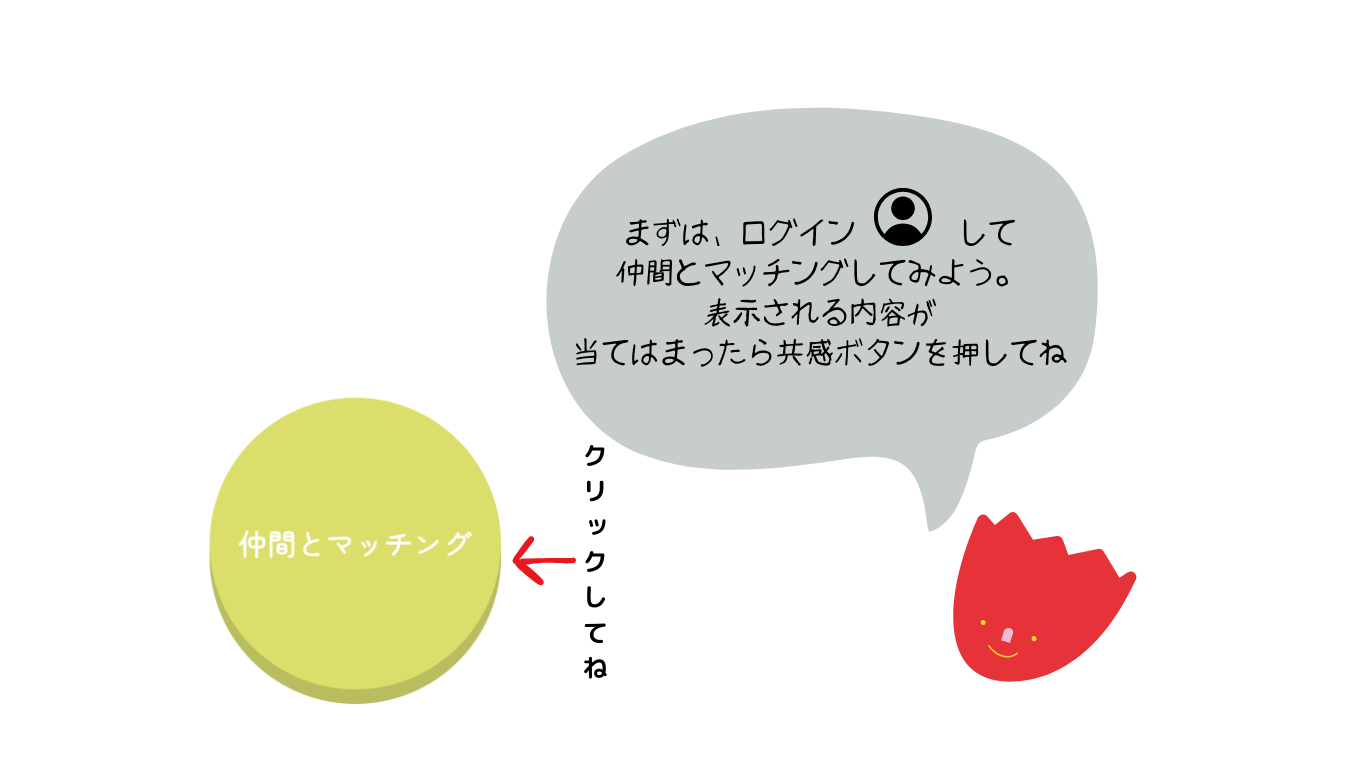 まずは、ログイン して
仲間とマッチングしてみよう。
表示される内容が
当てはまったら共感ボタンを押してね
クリックしてね
仲間とマッチング